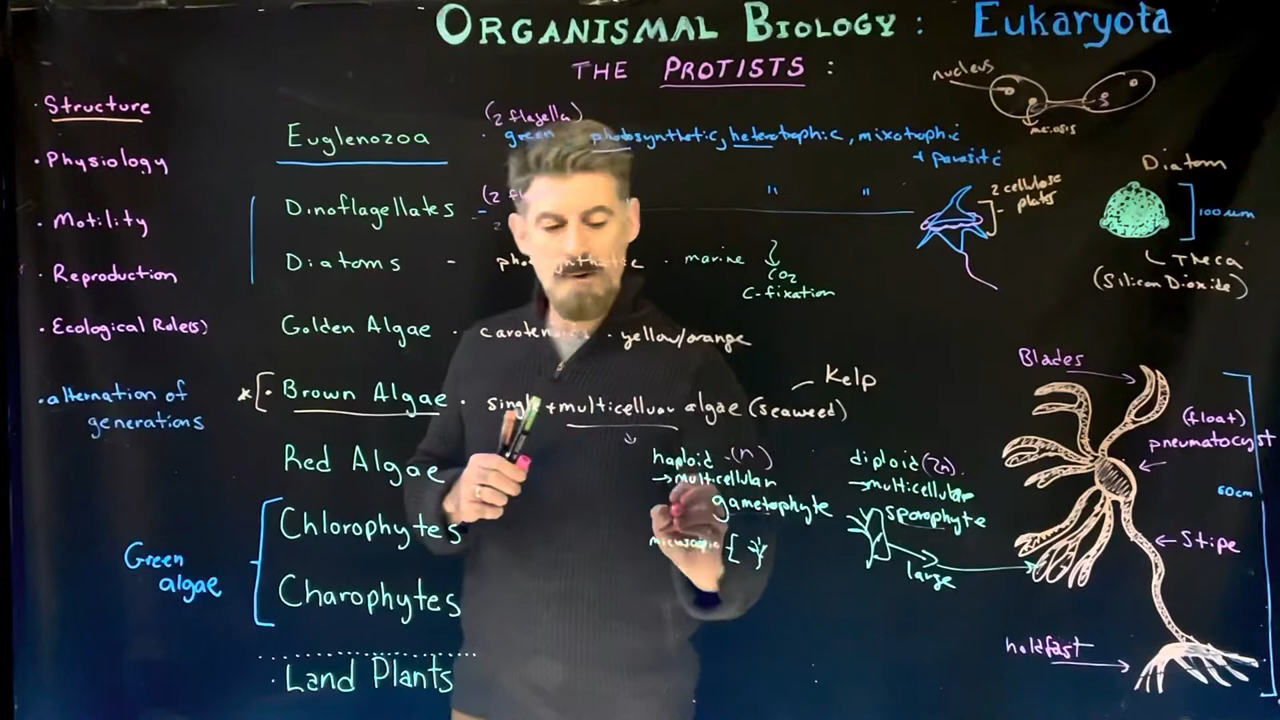 ORGANISMAL BIOLOGY : Eukaryota
THE PROTISTS :
· Structure
· Physiology
· Motility
· Reproduction
· Ecological Role(s)
· alternation of
generations
Euglenozoa
(2 flagella)
· green photosynthetic, heterotrophic, mixotrophic
+ parasitic
Dinoflagellates
(2
" "
Diatoms -
· marine
CO2
C-fixation
Golden Algae ·
· yellow/orange
* [ · Brown Algae ·
single + multicelluar algae (seaweed)
Kelp
haploid (n)
→ multicellular
gametophyte
microscopic
diploid (2n).
→ multicellular
sporophyte
large
Red Algae
Green
algae
Chlorophytes
Charophytes
· Land Plants
nucleus
meiosis
2 cellulose
plates
Diatom
100 um
Theca
(Silicon Dioxide)
Blades
(float)
pneumatocyst
60cm
Stipe
holdfast